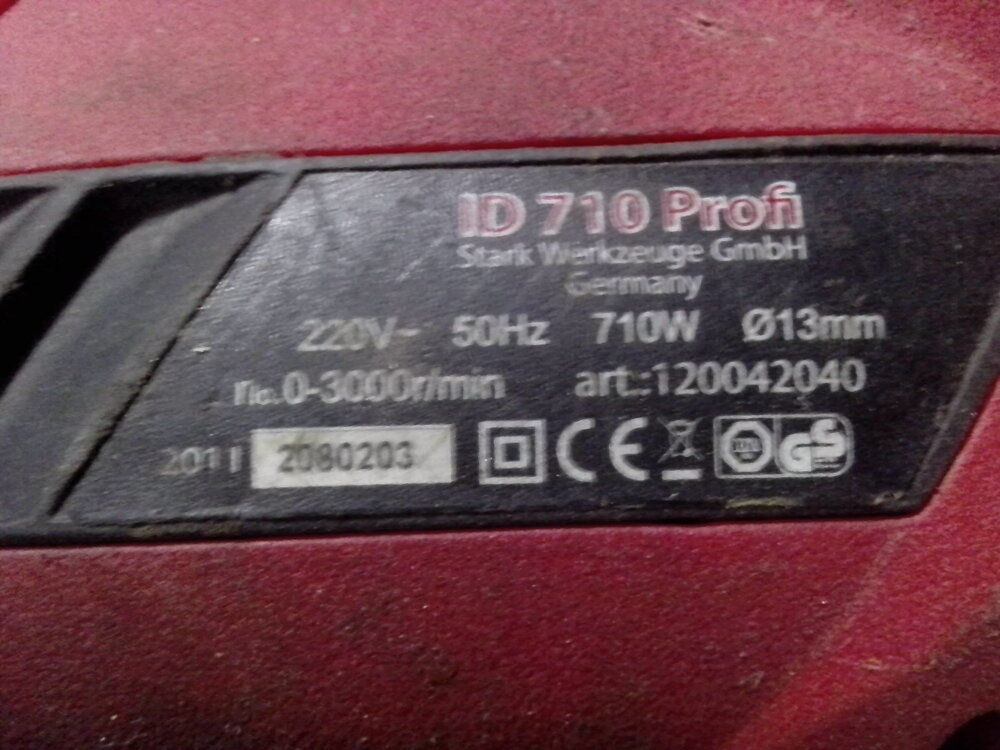 ID 710 Profi
Stark Werkzeuge GmbH
Germany
220V~ 50Hz 710W Ø13mm
no. 0-3000r/min art.:120042040
2011 2080203 CE GS